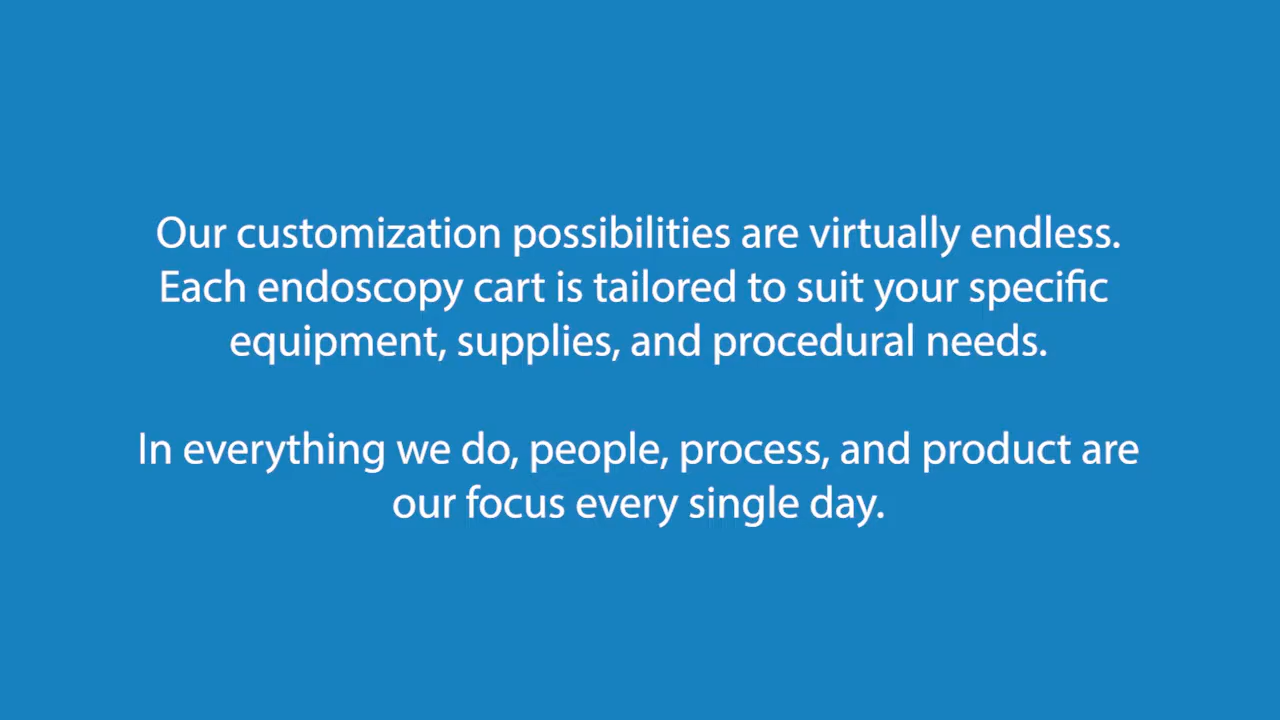 Our customization possibilities are virtually endless.
Each endoscopy cart is tailored to suit your specific
equipment, supplies, and procedural needs.
In everything we do, people, process, and product are
our focus every single day.